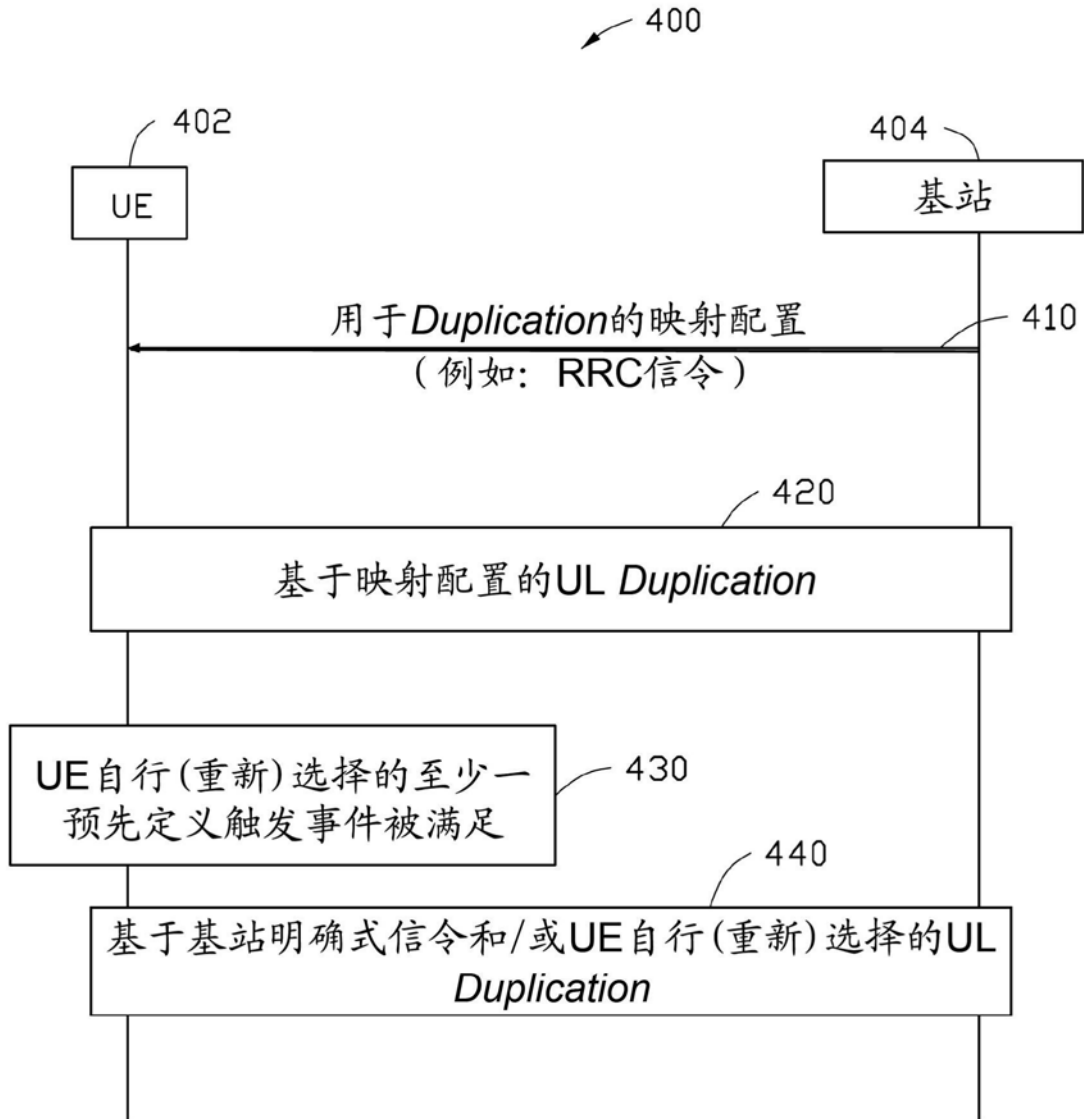 400
402
404
UE
基站
用于Duplication的映射配置
410
(例如：RRC信令)
420
基于映射配置的UL Duplication
UE自行(重新)选择的至少一
预先定义触发事件被满足
430
440
基于基站明确式信令和/或UE自行(重新)选择的UL
Duplication